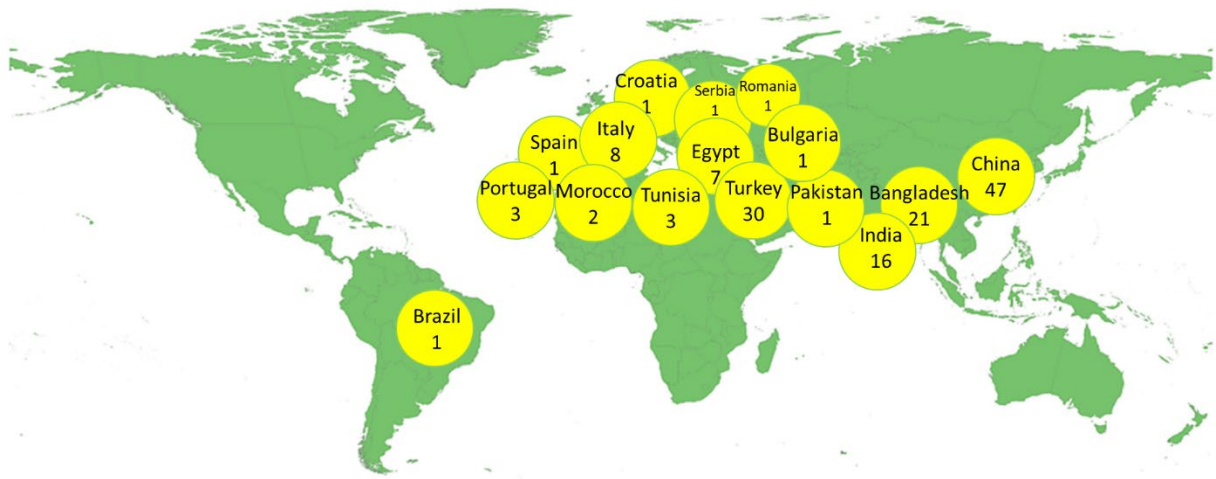 Croatia
1
Serbia
1
Romania
1
Spain
1
Italy
8
Egypt
7
Bulgaria
1
Portugal
3
Morocco
2
Tunisia
3
Turkey
30
Pakistan
1
Bangladesh
21
China
47
India
16
Brazil
1